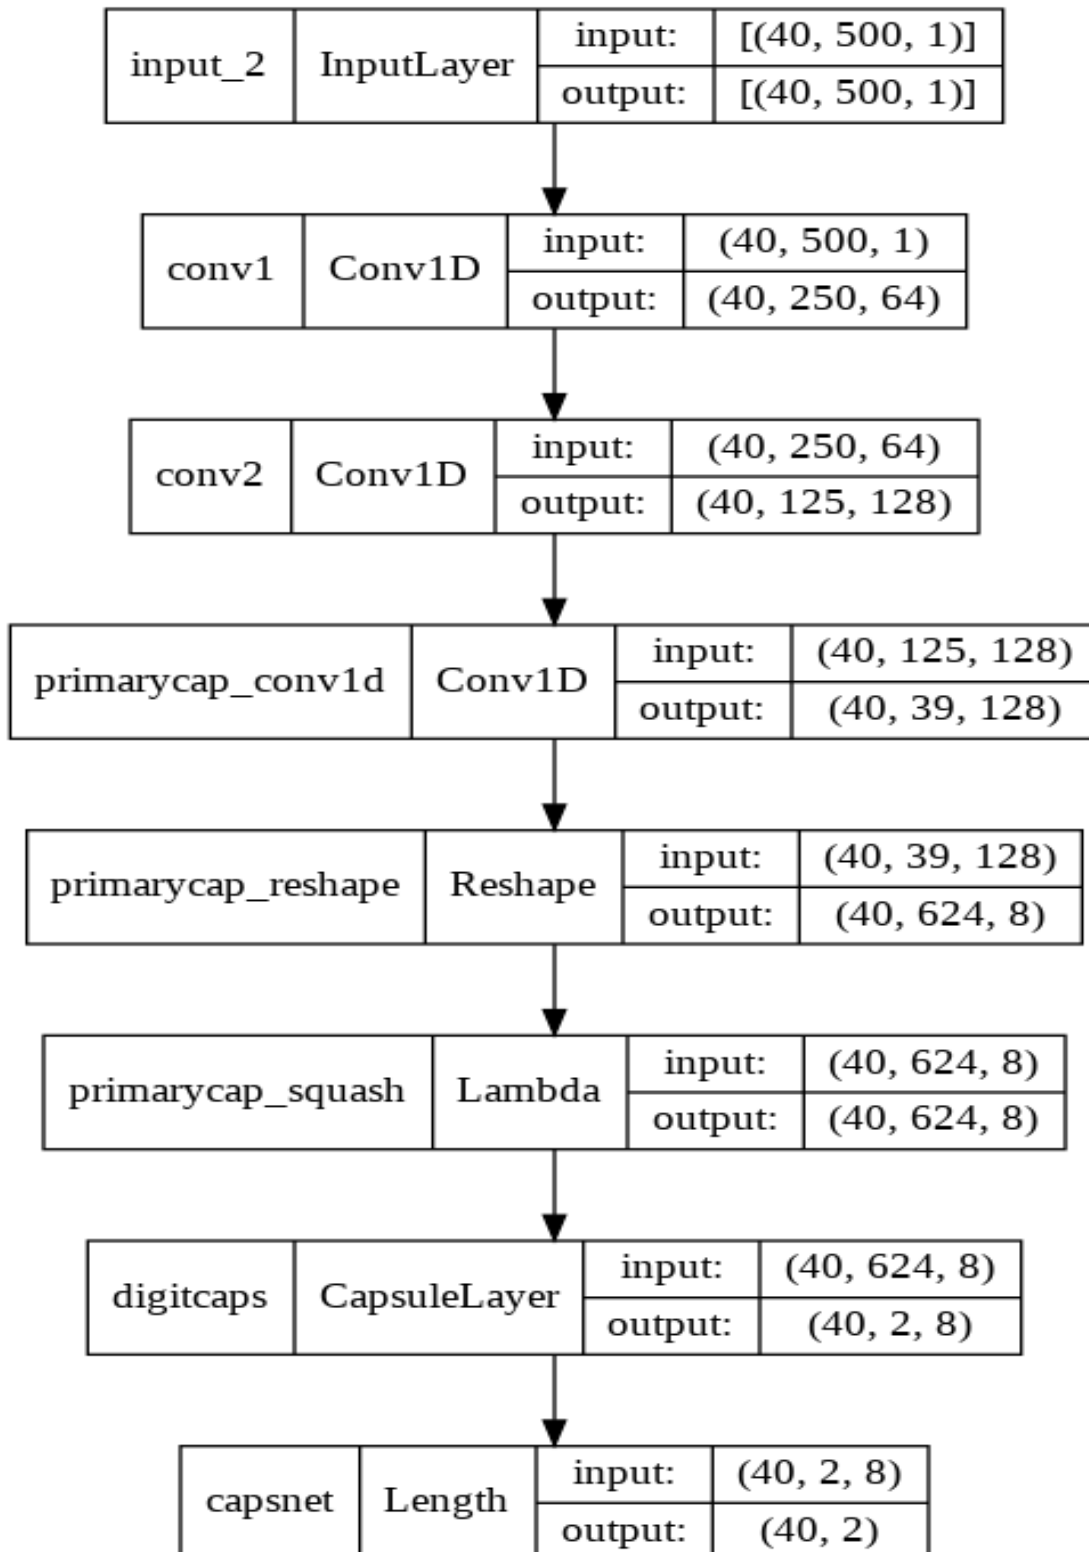 input_2 InputLayer input: [(40, 500, 1)]
output: [(40, 500, 1)]
conv1 Conv1D input: (40, 500, 1)
output: (40, 250, 64)
conv2 Conv1D input: (40, 250, 64)
output: (40, 125, 128)
primarycap_conv1d Conv1D input: (40, 125, 128)
output: (40, 39, 128)
primarycap_reshape Reshape input: (40, 39, 128)
output: (40, 624, 8)
primarycap_squash Lambda input: (40, 624, 8)
output: (40, 624, 8)
digitcaps CapsuleLayer input: (40, 624, 8)
output: (40, 2, 8)
capsnet Length input: (40, 2, 8)
output: (40, 2)